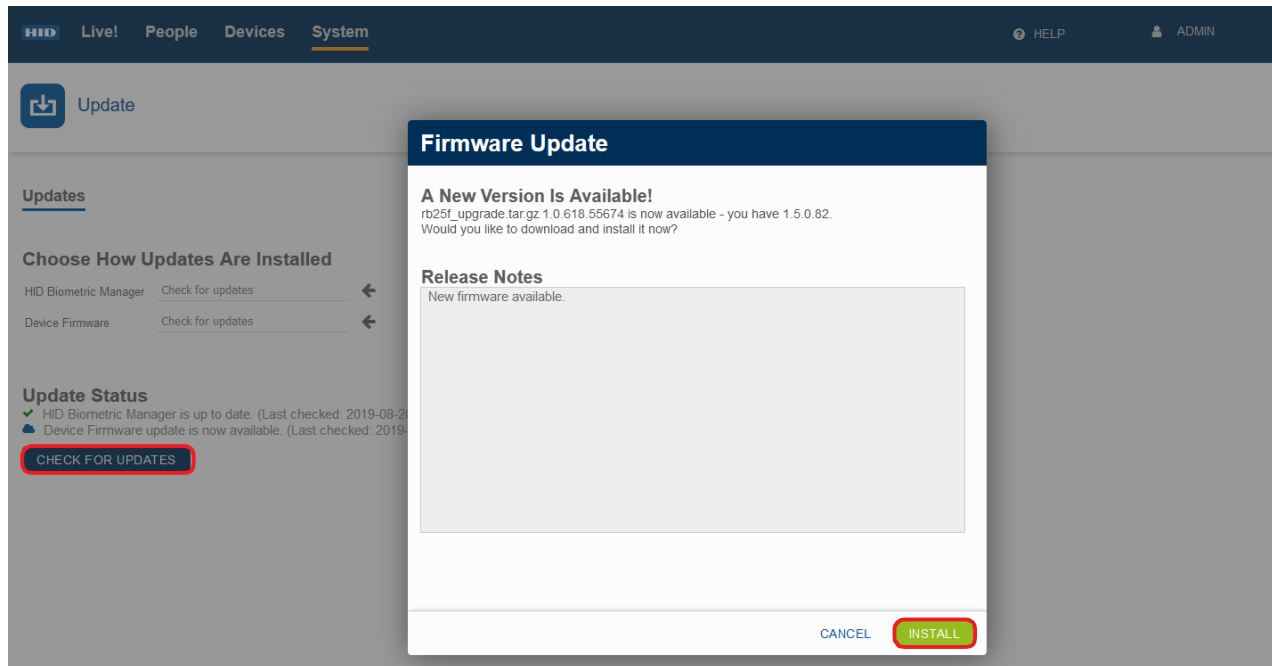 HID Live! People Devices System HELP ADMIN
Update
Updates
Choose How Updates Are Installed
HID Biometric Manager Check for updates
Device Firmware Check for updates
Update Status
HID Biometric Manager is up to date. (Last checked: 2019-08-2
Device Firmware update is now available. (Last checked: 2019-
CHECK FOR UPDATES
Firmware Update
A New Version Is Available!
rb25f_upgrade.tar.gz 1.0.618.55674 is now available - you have 1.5.0.82.
Would you like to download and install it now?
Release Notes
New firmware available.
CANCEL INSTALL